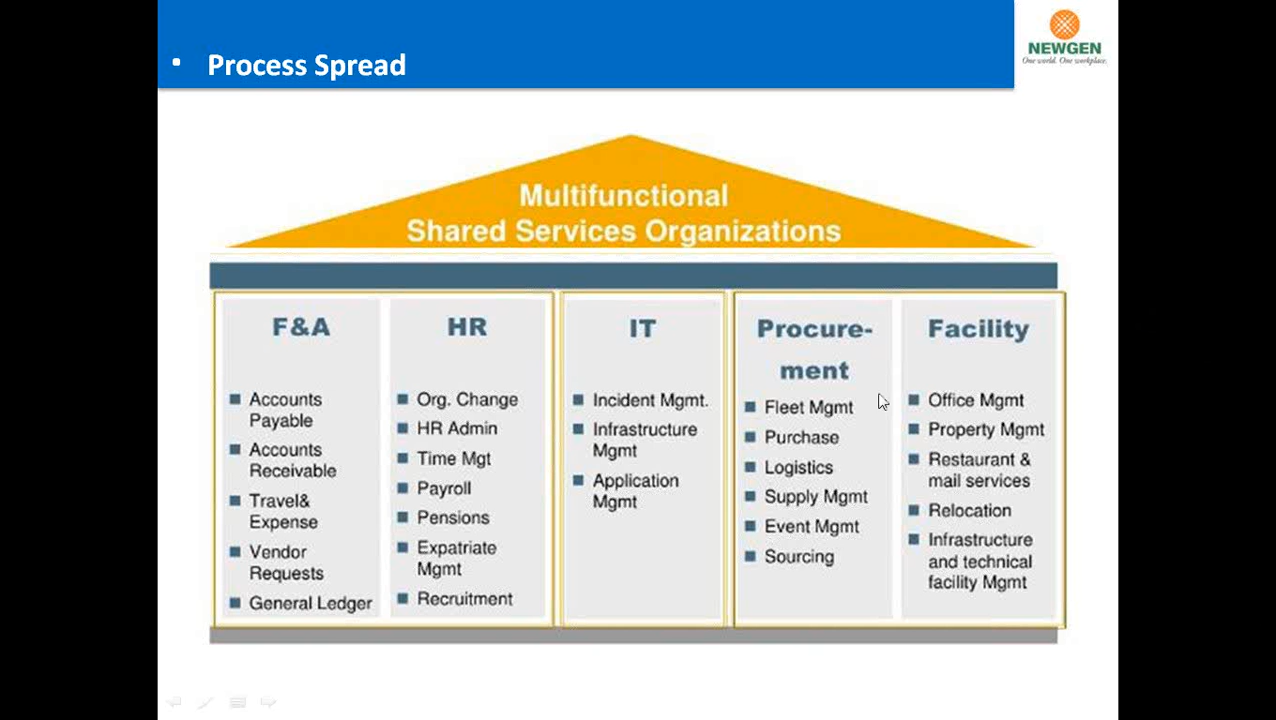 ▪ Process Spread
NEWGEN
One world. One workplace.
Multifunctional
Shared Services Organizations
F&A
Accounts
Payable
Accounts
Receivable
Travel&
Expense
Vendor
Requests
General Ledger
HR
Org. Change
HR Admin
Time Mgt
Payroll
Pensions
Expatriate
Mgmt
Recruitment
IT
Incident Mgmt.
Infrastructure
Mgmt
Application
Mgmt
Procure-
ment
Fleet Mgmt
Purchase
Logistics
Supply Mgmt
Event Mgmt
Sourcing
Facility
Office Mgmt
Property Mgmt
Restaurant &
mail services
Relocation
Infrastructure
and technical
facility Mgmt